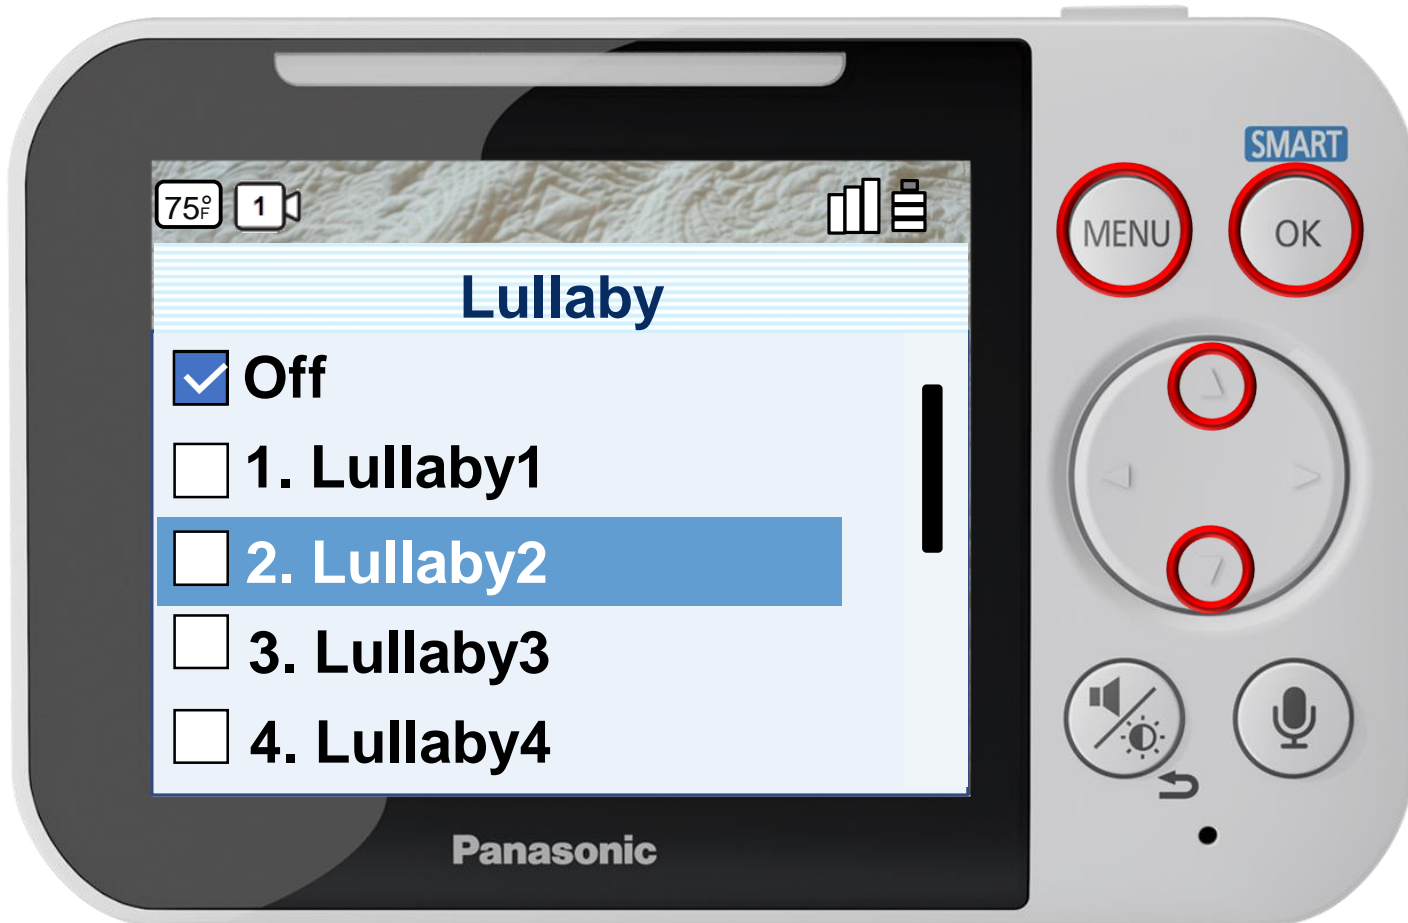 SMART
75°F 1
MENU OK
Lullaby
Off
1. Lullaby1
2. Lullaby2
3. Lullaby3
4. Lullaby4
Panasonic